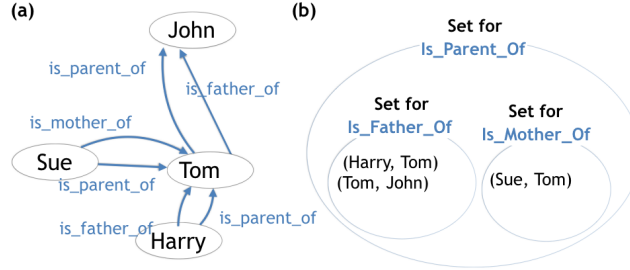 (a)
John
is_parent_of
is_father_of
is_mother_of
Sue
Tom
is_parent_of
is_parent_of
is_father_of
Harry
(b)
Set for
Is_Parent_Of
Set for
Is_Father_Of
(Harry, Tom)
(Tom, John)
Set for
Is_Mother_Of
(Sue, Tom)